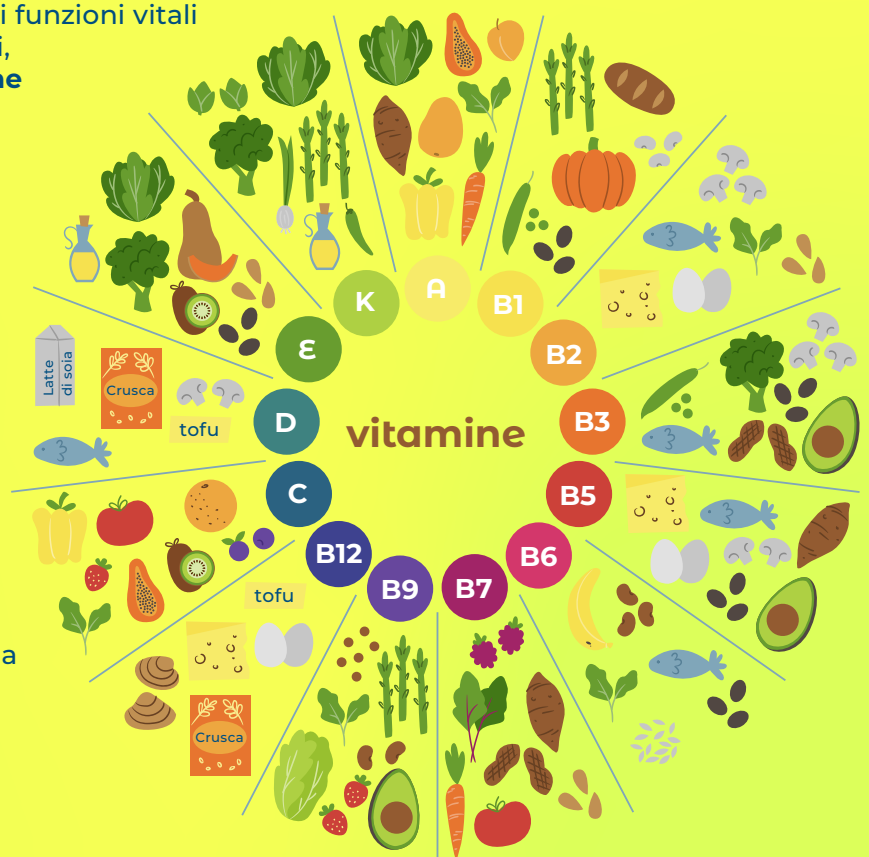 i funzioni vitali
i,
ne
A
B1
B2
B3
B5
B6
B7
B9
B12
C
D
E
K
vitamine
Latte
di soia
Crusca
tofu
tofu
Crusca
a